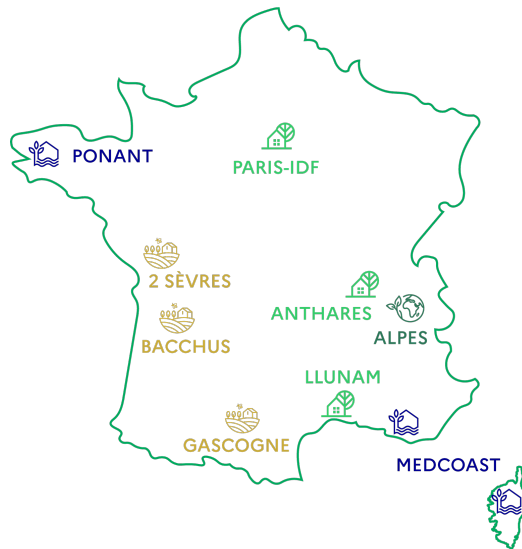 PONANT
PARIS-IDF
2 SÈVRES
ANTHARES
ALPES
BACCHUS
LLUNAM
GASCOGNE
MEDCOAST